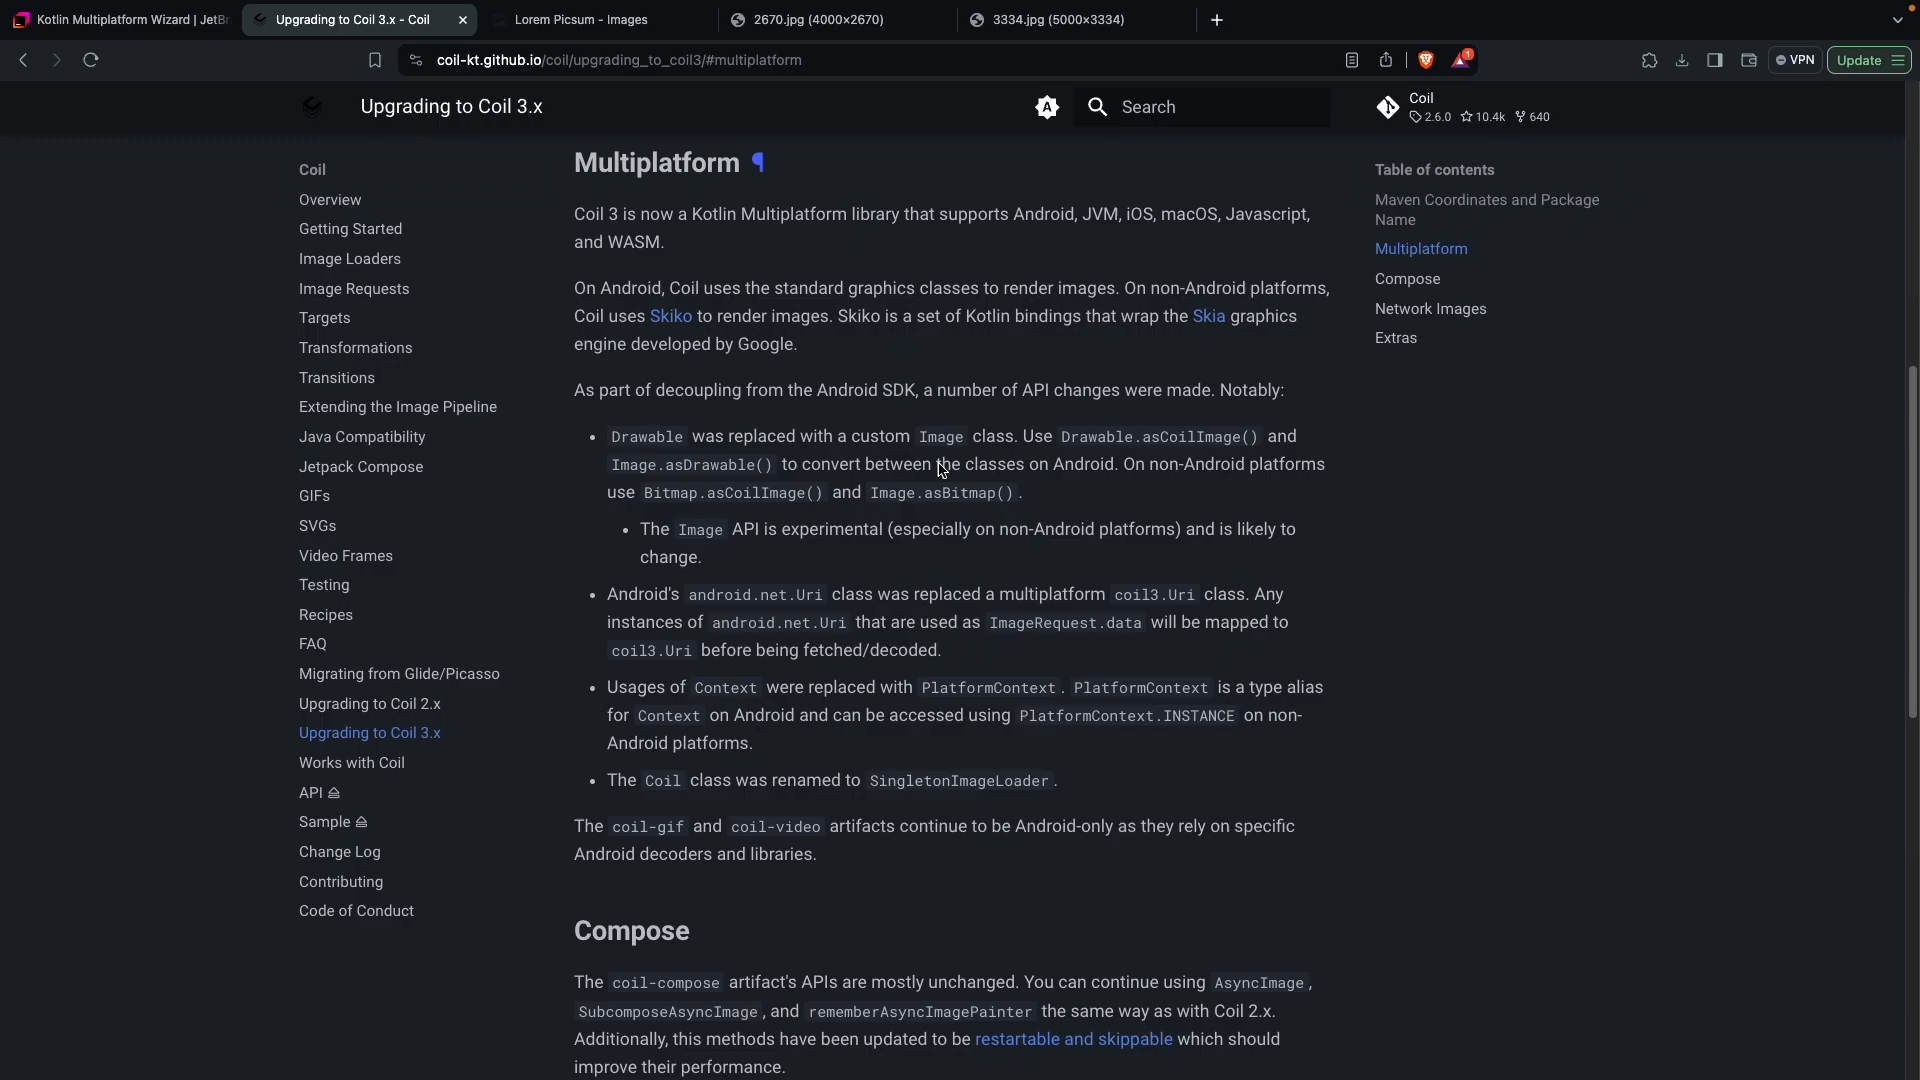 Kotlin Multiplatform Wizard | JetBr
Upgrading to Coil 3.x - Coil
Lorem Picsum - Images
2670.jpg (4000×2670)
3334.jpg (5000×3334)
coil-kt.github.io/coil/upgrading_to_coil3/#multiplatform
1
VPN
Update
Upgrading to Coil 3.x
Search
Coil
2.6.0 10.4k 640
Coil
Overview
Getting Started
Image Loaders
Image Requests
Targets
Transformations
Transitions
Extending the Image Pipeline
Java Compatibility
Jetpack Compose
GIFs
SVGs
Video Frames
Testing
Recipes
FAQ
Migrating from Glide/Picasso
Upgrading to Coil 2.x
Upgrading to Coil 3.x
Works with Coil
API
Sample
Change Log
Contributing
Code of Conduct
Multiplatform ¶
Coil 3 is now a Kotlin Multiplatform library that supports Android, JVM, iOS, macOS, Javascript,
and WASM.
On Android, Coil uses the standard graphics classes to render images. On non-Android platforms,
Coil uses Skiko to render images. Skiko is a set of Kotlin bindings that wrap the Skia graphics
engine developed by Google.
As part of decoupling from the Android SDK, a number of API changes were made. Notably:
• Drawable was replaced with a custom Image class. Use Drawable.asCoilImage() and
Image.asDrawable() to convert between the classes on Android. On non-Android platforms
use Bitmap.asCoilImage() and Image.asBitmap().
• The Image API is experimental (especially on non-Android platforms) and is likely to
change.
• Android's android.net.Uri class was replaced a multiplatform coil3.Uri class. Any
instances of android.net.Uri that are used as ImageRequest.data will be mapped to
coil3.Uri before being fetched/decoded.
• Usages of Context were replaced with PlatformContext. PlatformContext is a type alias
for Context on Android and can be accessed using PlatformContext.INSTANCE on non-
Android platforms.
• The Coil class was renamed to SingletonImageLoader.
The coil-gif and coil-video artifacts continue to be Android-only as they rely on specific
Android decoders and libraries.
Compose
The coil-compose artifact's APIs are mostly unchanged. You can continue using AsyncImage,
SubcomposeAsyncImage, and rememberAsyncImagePainter the same way as with Coil 2.x.
Additionally, this methods have been updated to be restartable and skippable which should
improve their performance.
Table of contents
Maven Coordinates and Package
Name
Multiplatform
Compose
Network Images
Extras